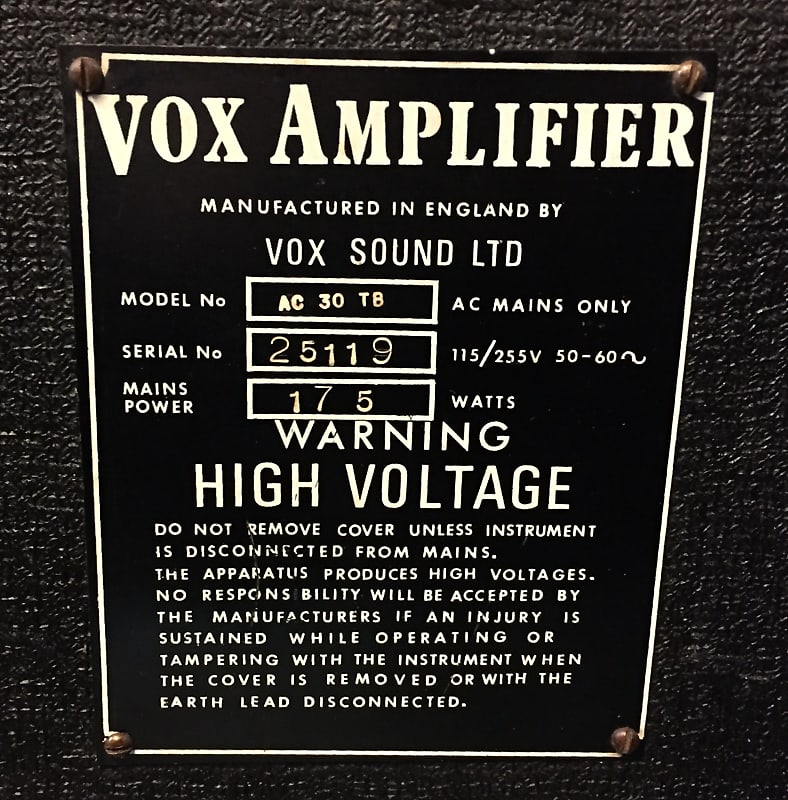 VOX AMPLIFIER
MANUFACTURED IN ENGLAND BY
VOX SOUND LTD
MODEL No AC 30 TB AC MAINS ONLY
SERIAL No 25119 115/255V 50-60~
MAINS
POWER 175 WATTS
WARNING
HIGH VOLTAGE
DO NOT REMOVE COVER UNLESS INSTRUMENT
IS DISCONNECTED FROM MAINS.
THE APPARATUS PRODUCES HIGH VOLTAGES.
NO RESPONS BILITY WILL BE ACCEPTED BY
THE MANUFACTURERS IF AN INJURY IS
SUSTAINED WHILE OPERATING OR
TAMPERING WITH THE INSTRUMENT WHEN
THE COVER IS REMOVED OR WITH THE
EARTH LEAD DISCONNECTED.